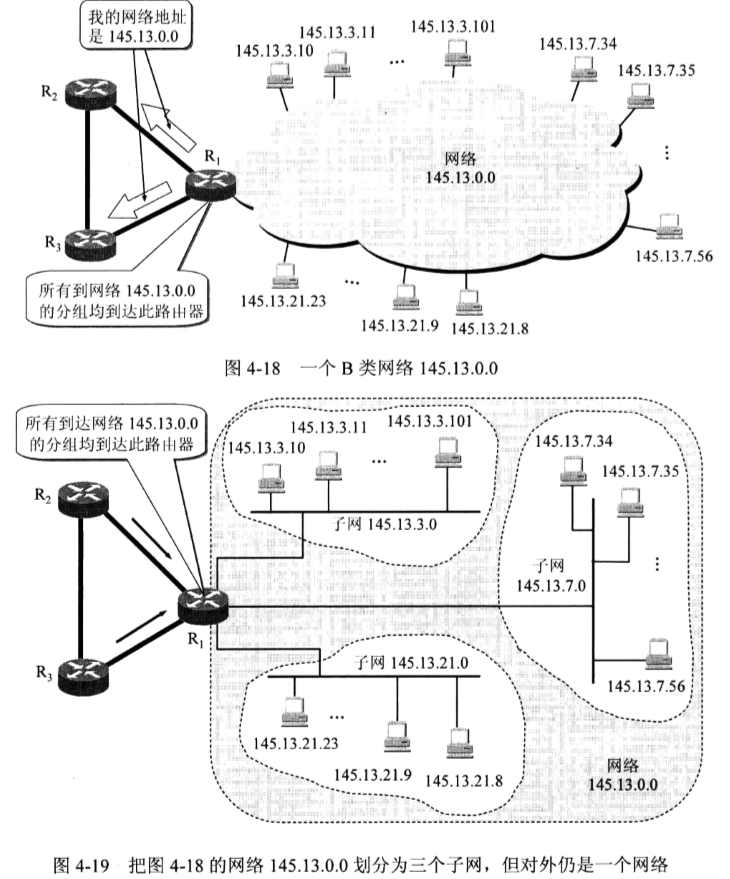 我的网络地址
是 145.13.0.0
145.13.3.10
145.13.3.11
...
145.13.3.101
145.13.7.34
145.13.7.35
⋮
R2
R1
R3
网络
145.13.0.0
145.13.7.56
所有到网络 145.13.0.0
的分组均到达此路由器
145.13.21.23
...
145.13.21.9
145.13.21.8
图 4-18 一个 B 类网络 145.13.0.0
所有到达网络 145.13.0.0
的分组均到达此路由器
145.13.3.10
145.13.3.11
...
145.13.3.101
子网 145.13.3.0
145.13.7.34
145.13.7.35
⋮
子网
145.13.7.0
145.13.7.56
R2
R1
R3
子网 145.13.21.0
145.13.21.23
...
145.13.21.9
145.13.21.8
网络
145.13.0.0
图 4-19 把图 4-18 的网络 145.13.0.0 划分为三个子网，但对外仍是一个网络